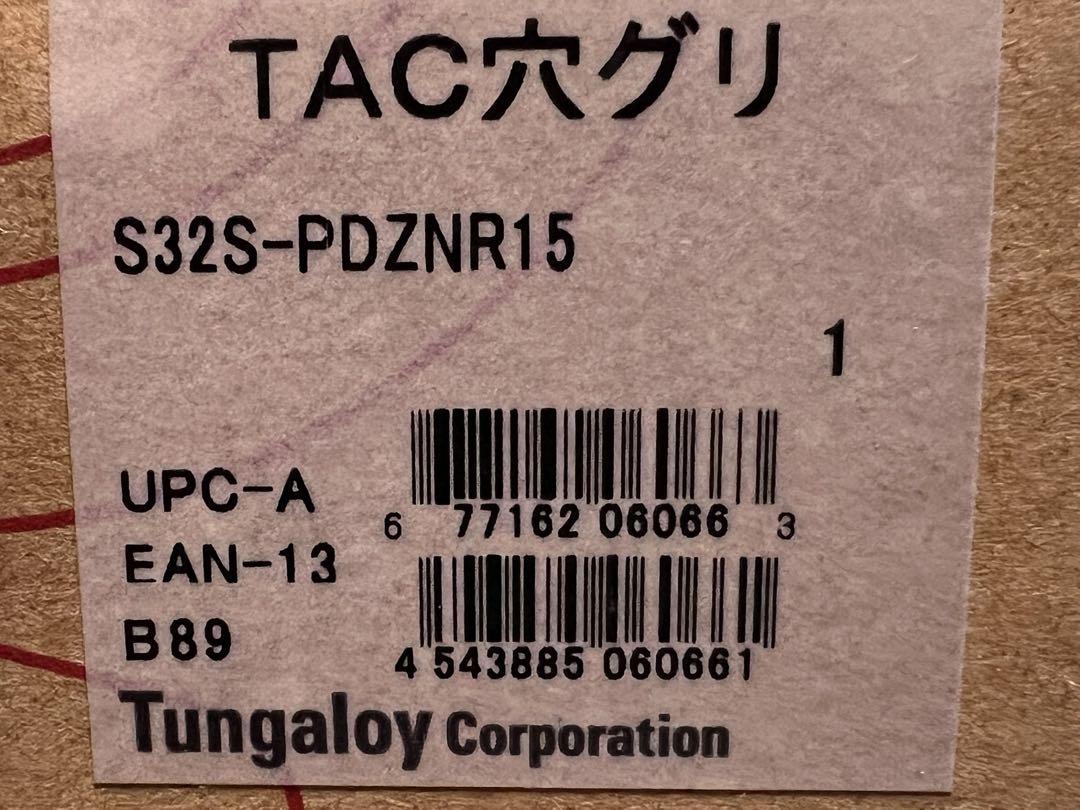 TAC穴グリ
S32S-PDZNR15
1
UPC-A
6 77162 06066 3
EAN-13
B89
4 543885 060661
Tungaloy Corporation